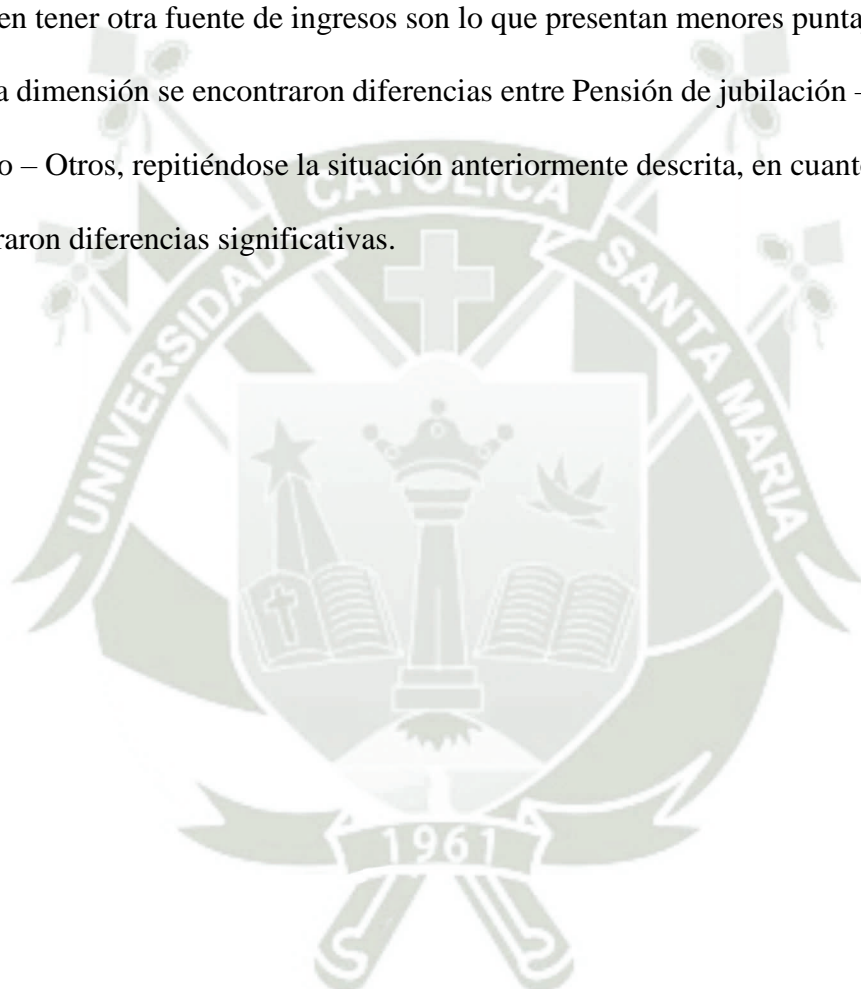 en tener otra fuente de ingresos son lo que presentan menores punta
a dimensión se encontraron diferencias entre Pensión de jubilación –
o – Otros, repitiéndose la situación anteriormente descrita, en cuant
raron diferencias significativas.
UNIVERSIDAD CATOLICA SANTA MARIA
1961